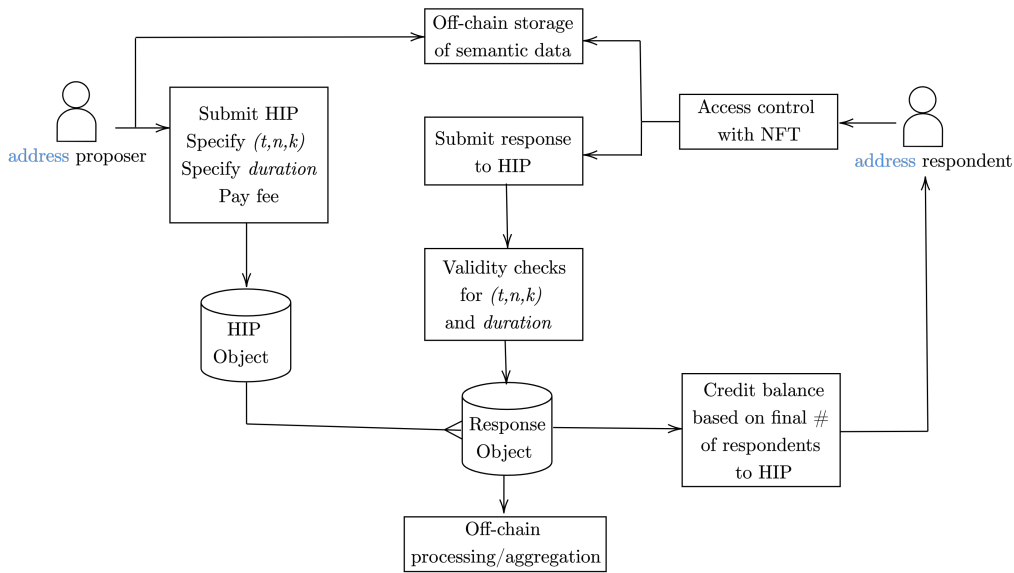 Off-chain storage
of semantic data
address proposer
Submit HIP
Specify (t,n,k)
Specify duration
Pay fee
Submit response
to HIP
Access control
with NFT
address respondent
Validity checks
for (t,n,k)
and duration
HIP
Object
Response
Object
Credit balance
based on final #
of respondents
to HIP
Off-chain
processing/aggregation